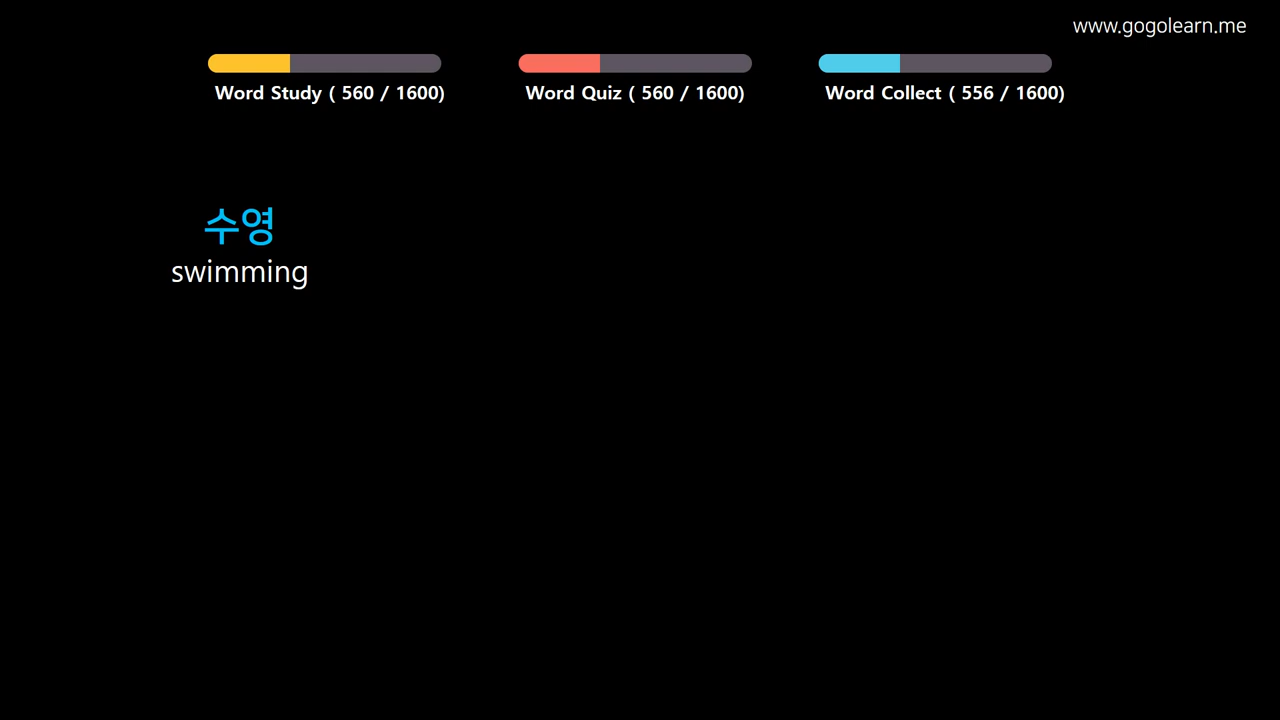 www.gogolearn.me
Word Study ( 560 / 1600)
Word Quiz ( 560 / 1600)
Word Collect ( 556 / 1600)
수영
swimming